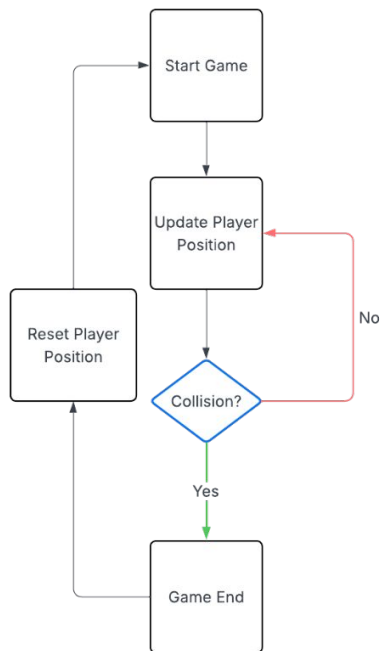 Start Game
Update Player
Position
Reset Player
Position
No
Collision?
Yes
Game End